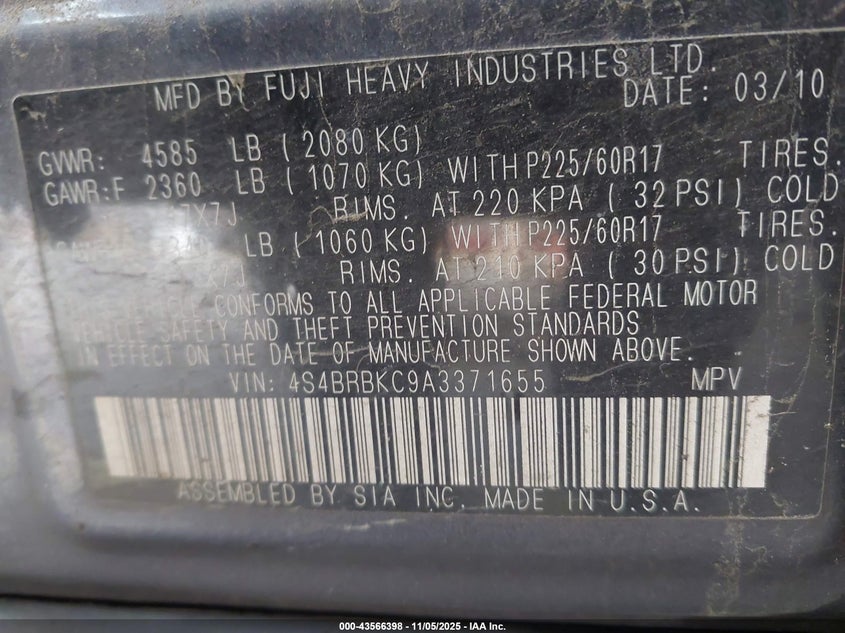 MFD BY FUJI HEAVY INDUSTRIES LTD.
DATE: 03/10
GVWR: 4585 LB ( 2080 KG)
GAWR:F 2360 LB ( 1070 KG) WITH P225/60R17 TIRES.
7X7J RIMS. AT 220 KPA ( 32 PSI) COLD
LB ( 1060 KG) WITH P225/60R17 TIRES.
X7J RIMS. AT 210 KPA ( 30 PSI) COLD
CONFORMS TO ALL APPLICABLE FEDERAL MOTOR
SAFETY AND THEFT PREVENTION STANDARDS
IN EFFECT ON THE DATE OF MANUFACTURE SHOWN ABOVE.
VIN: 4S4BRBKC9A3371655 MPV
ASSEMBLED BY SIA INC. MADE IN U.S.A.
000-43566398 - 11/05/2025 - IAA Inc.